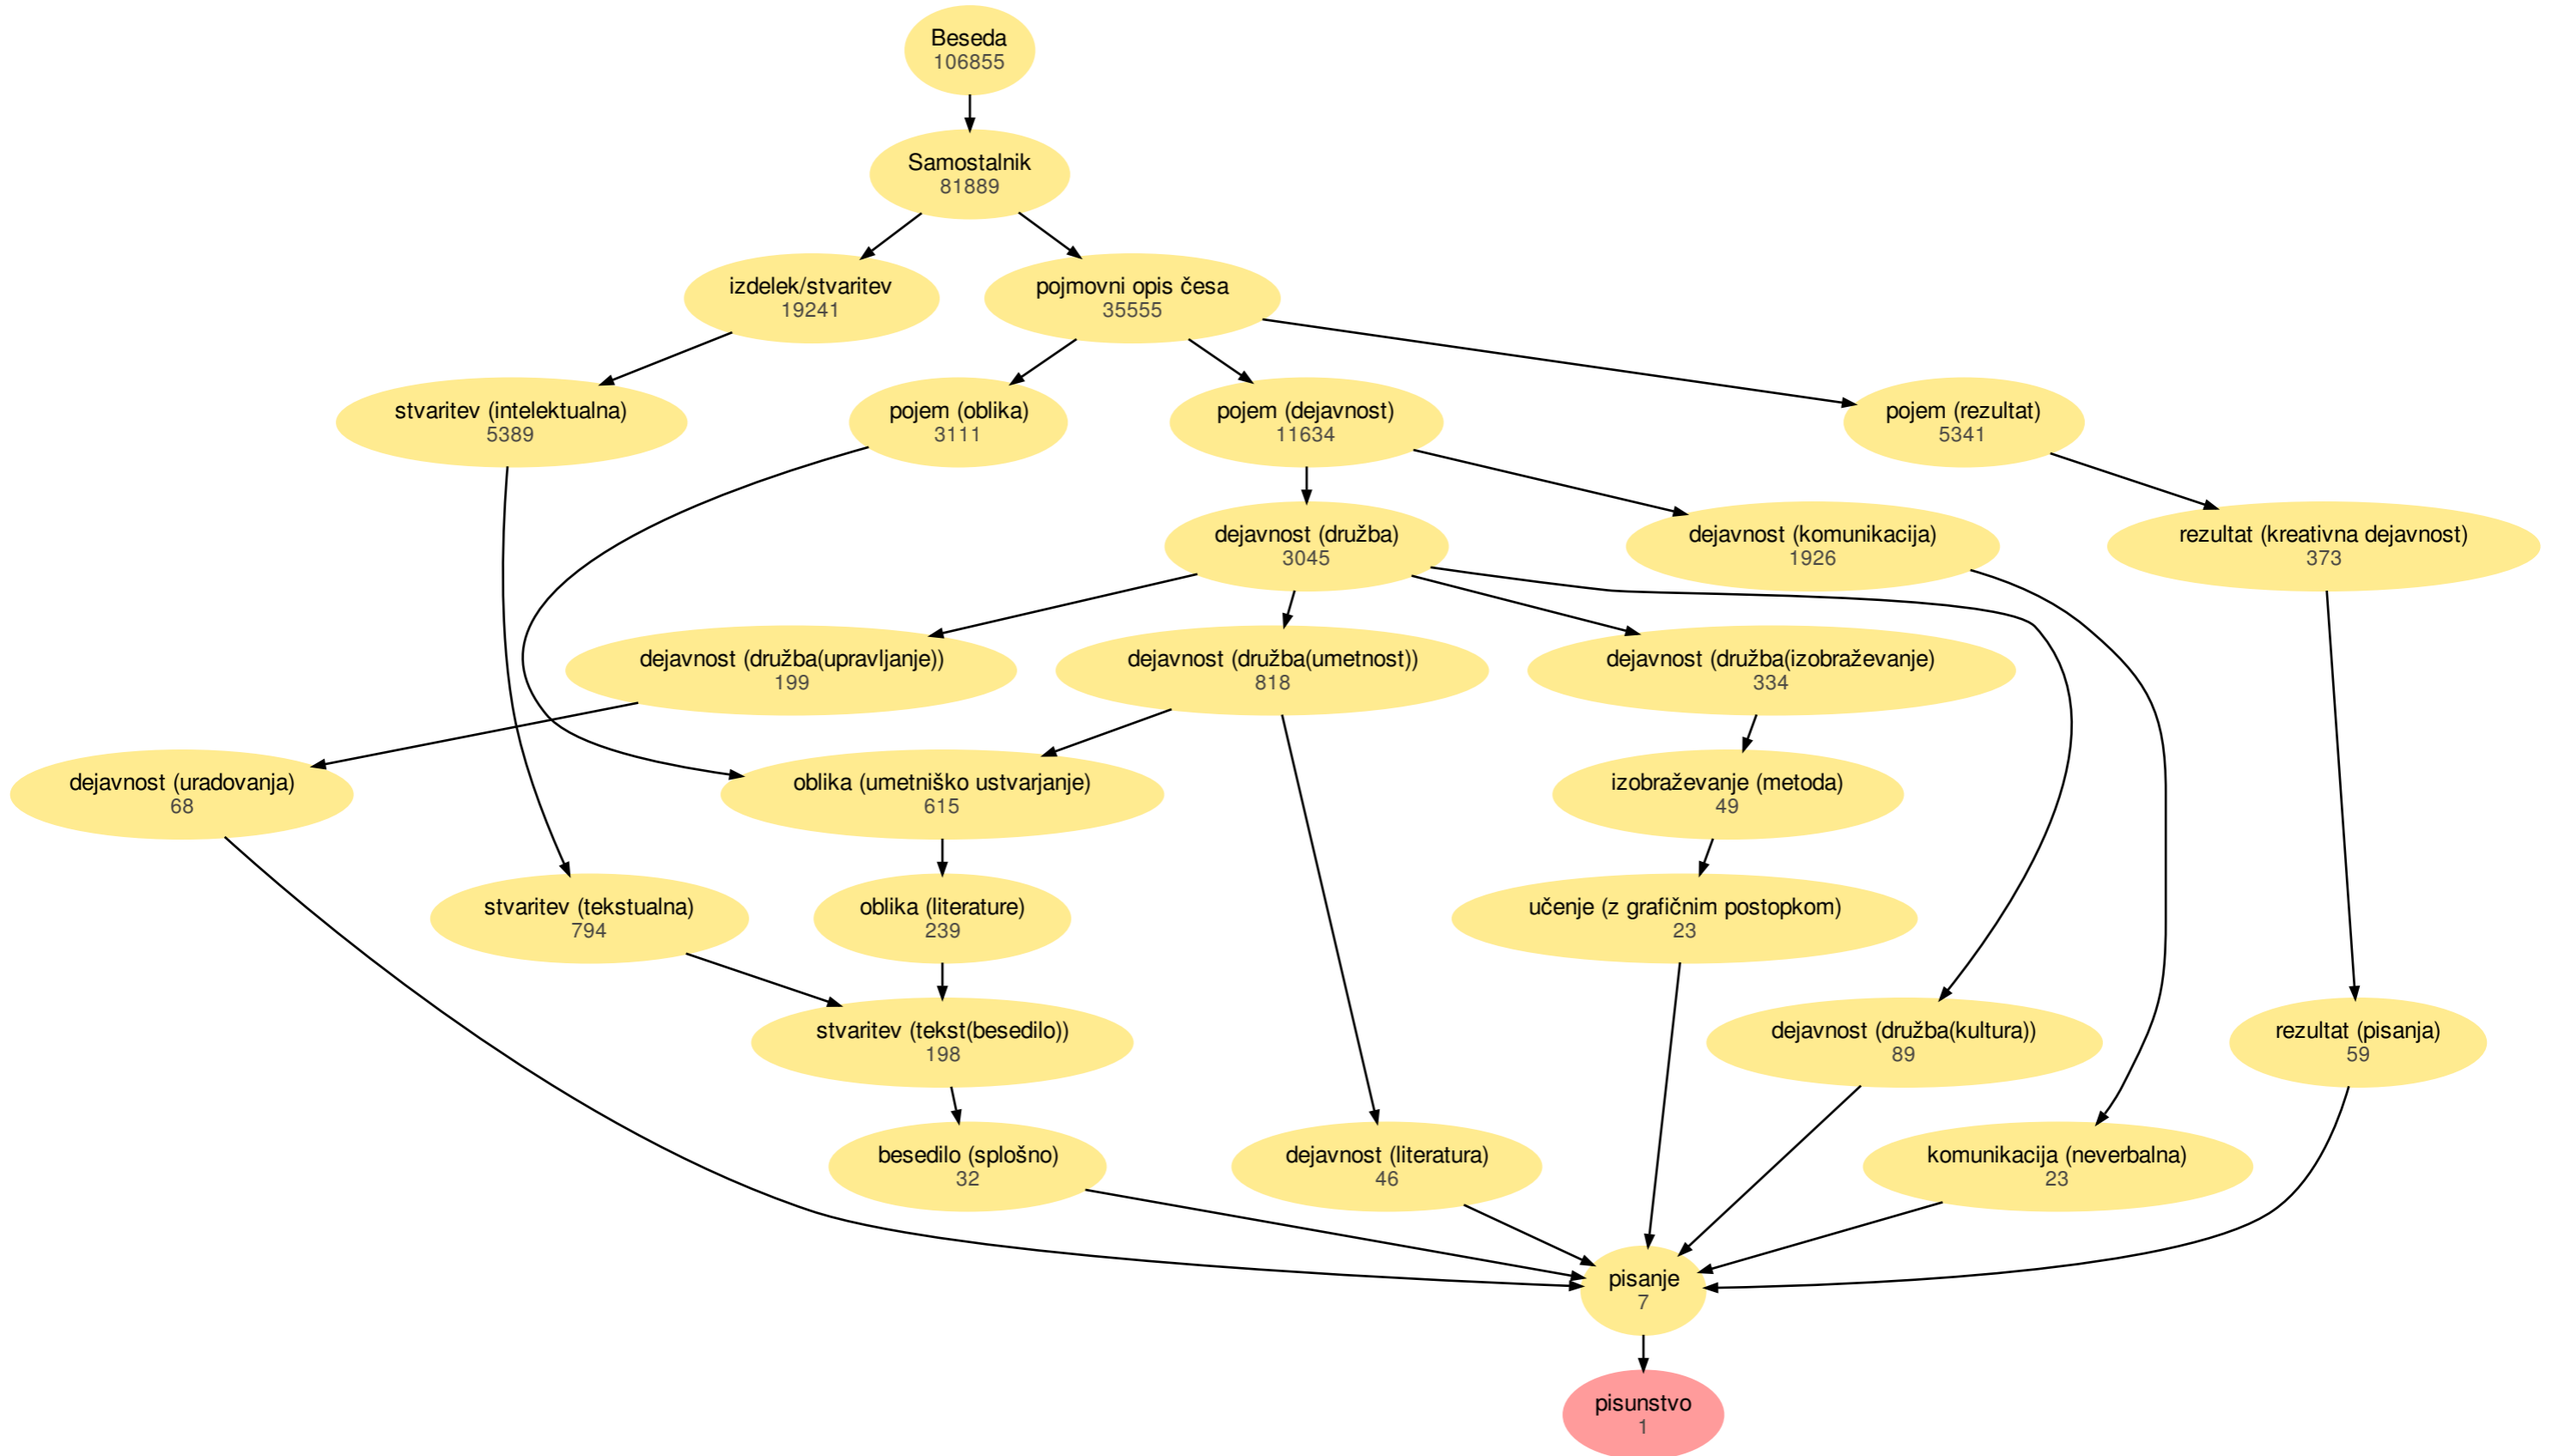 Beseda
106855
Samostalnik
81889
izdelek/stvaritev
19241
pojmovni opis česa
35555
stvaritev (intelektualna)
5389
pojem (oblika)
3111
pojem (dejavnost)
11634
pojem (rezultat)
5341
dejavnost (družba)
3045
dejavnost (komunikacija)
1926
rezultat (kreativna dejavnost)
373
dejavnost (družba(upravljanje))
199
dejavnost (družba(umetnost))
818
dejavnost (družba(izobraževanje)
334
dejavnost (uradovanja)
68
oblika (umetniško ustvarjanje)
615
izobraževanje (metoda)
49
stvaritev (tekstualna)
794
oblika (literature)
239
učenje (z grafičnim postopkom)
23
stvaritev (tekst(besedilo))
198
dejavnost (družba(kultura))
89
rezultat (pisanja)
59
besedilo (splošno)
32
dejavnost (literatura)
46
komunikacija (neverbalna)
23
pisanje
7
pisunstvo
1